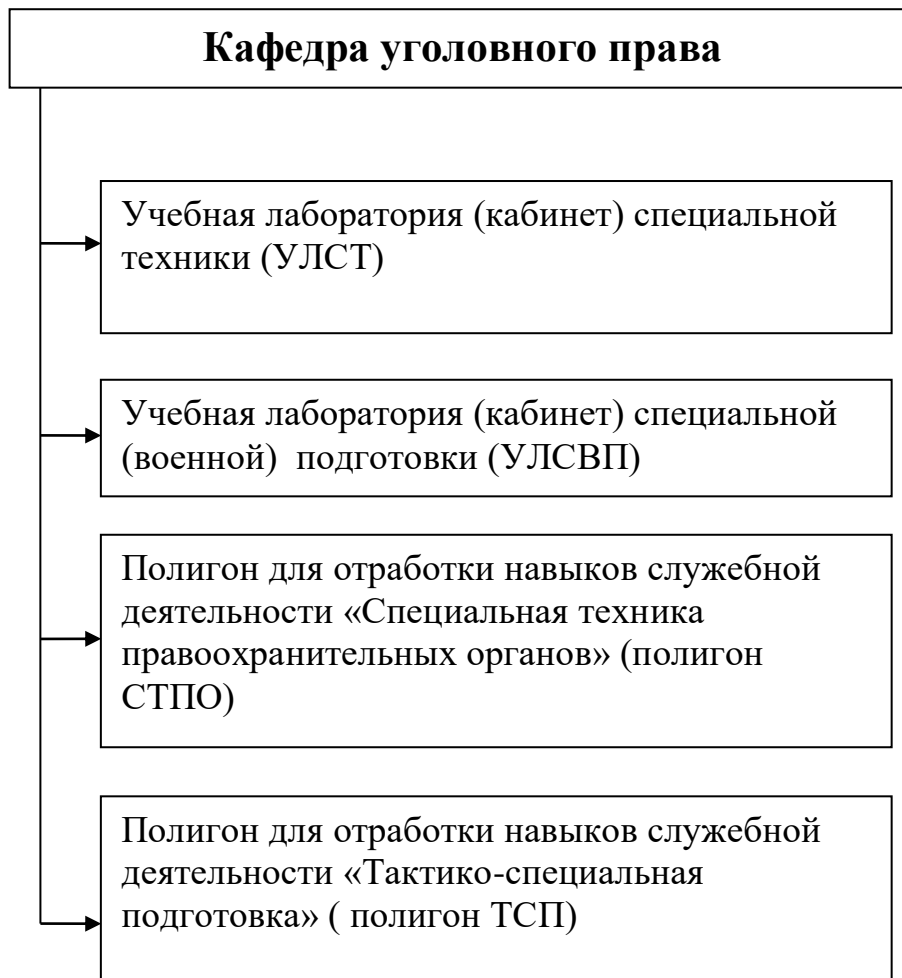 Кафедра уголовного права
Учебная лаборатория (кабинет) специальной
техники (УЛСТ)
Учебная лаборатория (кабинет) специальной
(военной)  подготовки (УЛСВП)
Полигон для отработки навыков служебной
деятельности «Специальная техника
правоохранительных органов» (полигон
СТПО)
Полигон для отработки навыков служебной
деятельности «Тактико-специальная
подготовка» ( полигон ТСП)